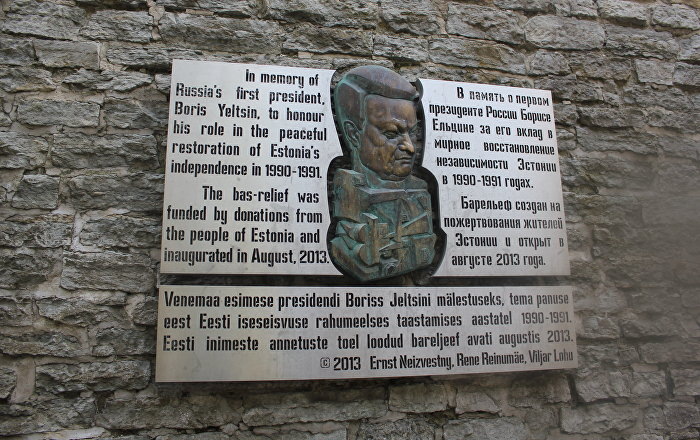 In memory of
Russia's first president,
Boris Yeltsin, to honour
his role in the peaceful
restoration of Estonia's
independence in 1990-1991.
The bas-relief was
funded by donations from
the people of Estonia and
inaugurated in August, 2013.
В память о первом
президенте России Борисе
Ельцине за его вклад в
мирное восстановление
независимости Эстонии
в 1990-1991 годах.
Барельеф создан на
пожертвования жителей
Эстонии и открыт в
августе 2013 года.
Venemaa esimese presidendi Boriss Jeltsini mälestuseks, tema panuse
eest Eesti iseseisvuse rahumeelses taastamises aastatel 1990-1991.
Eesti inimeste annetuste toel loodud bareljeef avati augustis 2013.
© 2013 Ernst Neizvestny, Rene Reinumäe, Viljar Lohu